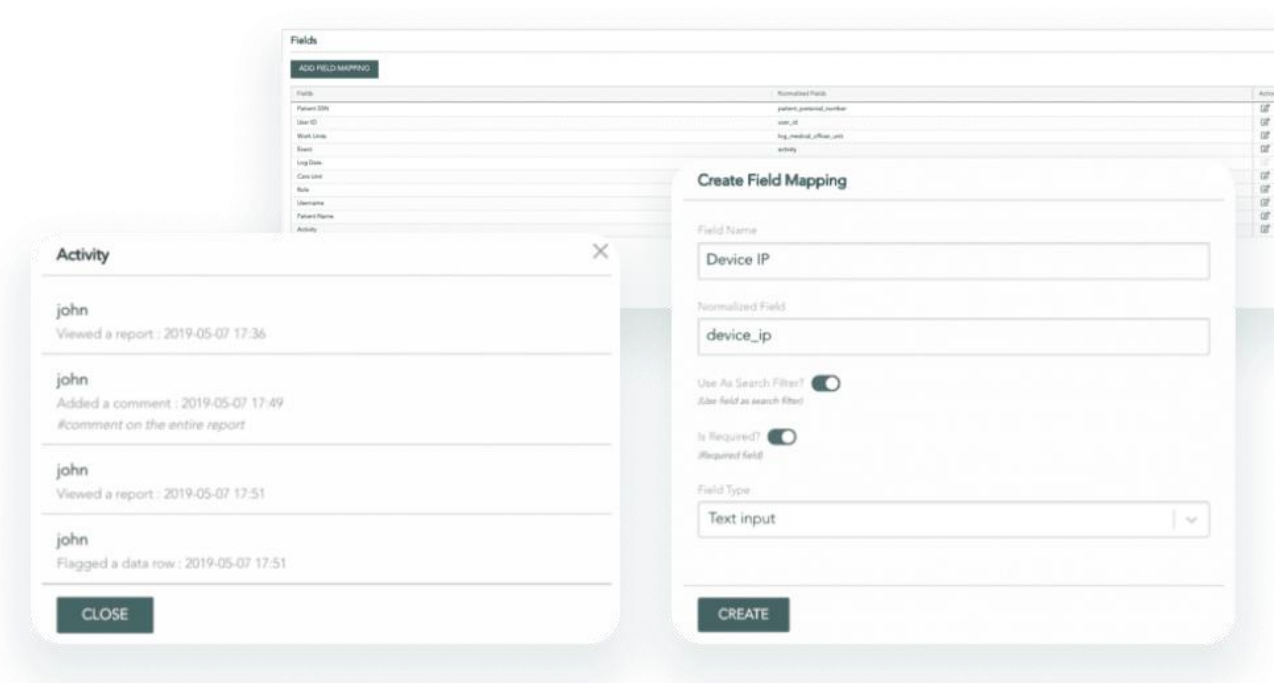 Fields
ADD FIELD MAPPING
Fields Normalized Fields
Patient SSN patient_personal_number
User ID user_id
Work Units hsg_medical_officer_unit
Event activity
Log Date
Care Unit
Role
Username
Patient Name
Activity
Activity
john
Viewed a report : 2019-05-07 17:36
john
Added a comment : 2019-05-07 17:49
#comment on the entire report
john
Viewed a report : 2019-05-07 17:51
john
Flagged a data row : 2019-05-07 17:51
CLOSE
Create Field Mapping
Field Name
Device IP
Normalized Field
device_ip
Use As Search Filter?
(Use field as search filter)
Is Required?
(Required field)
Field Type
Text input
CREATE